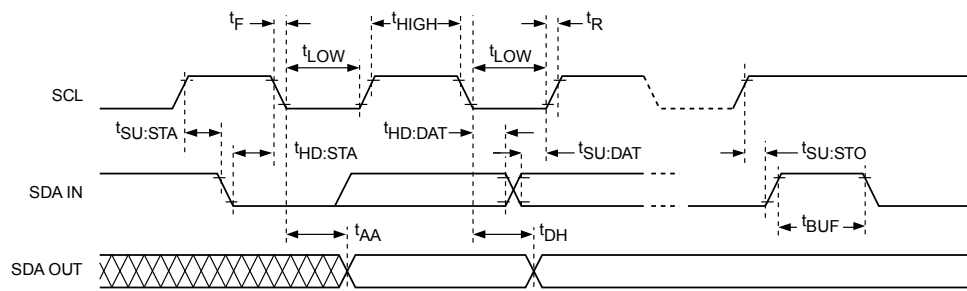 tF
tHIGH
tR
tLOW
tLOW
SCL
tSU:STA
tHD:STA
tHD:DAT
tSU:DAT
tSU:STO
SDA IN
tBUF
tAA
tDH
SDA OUT